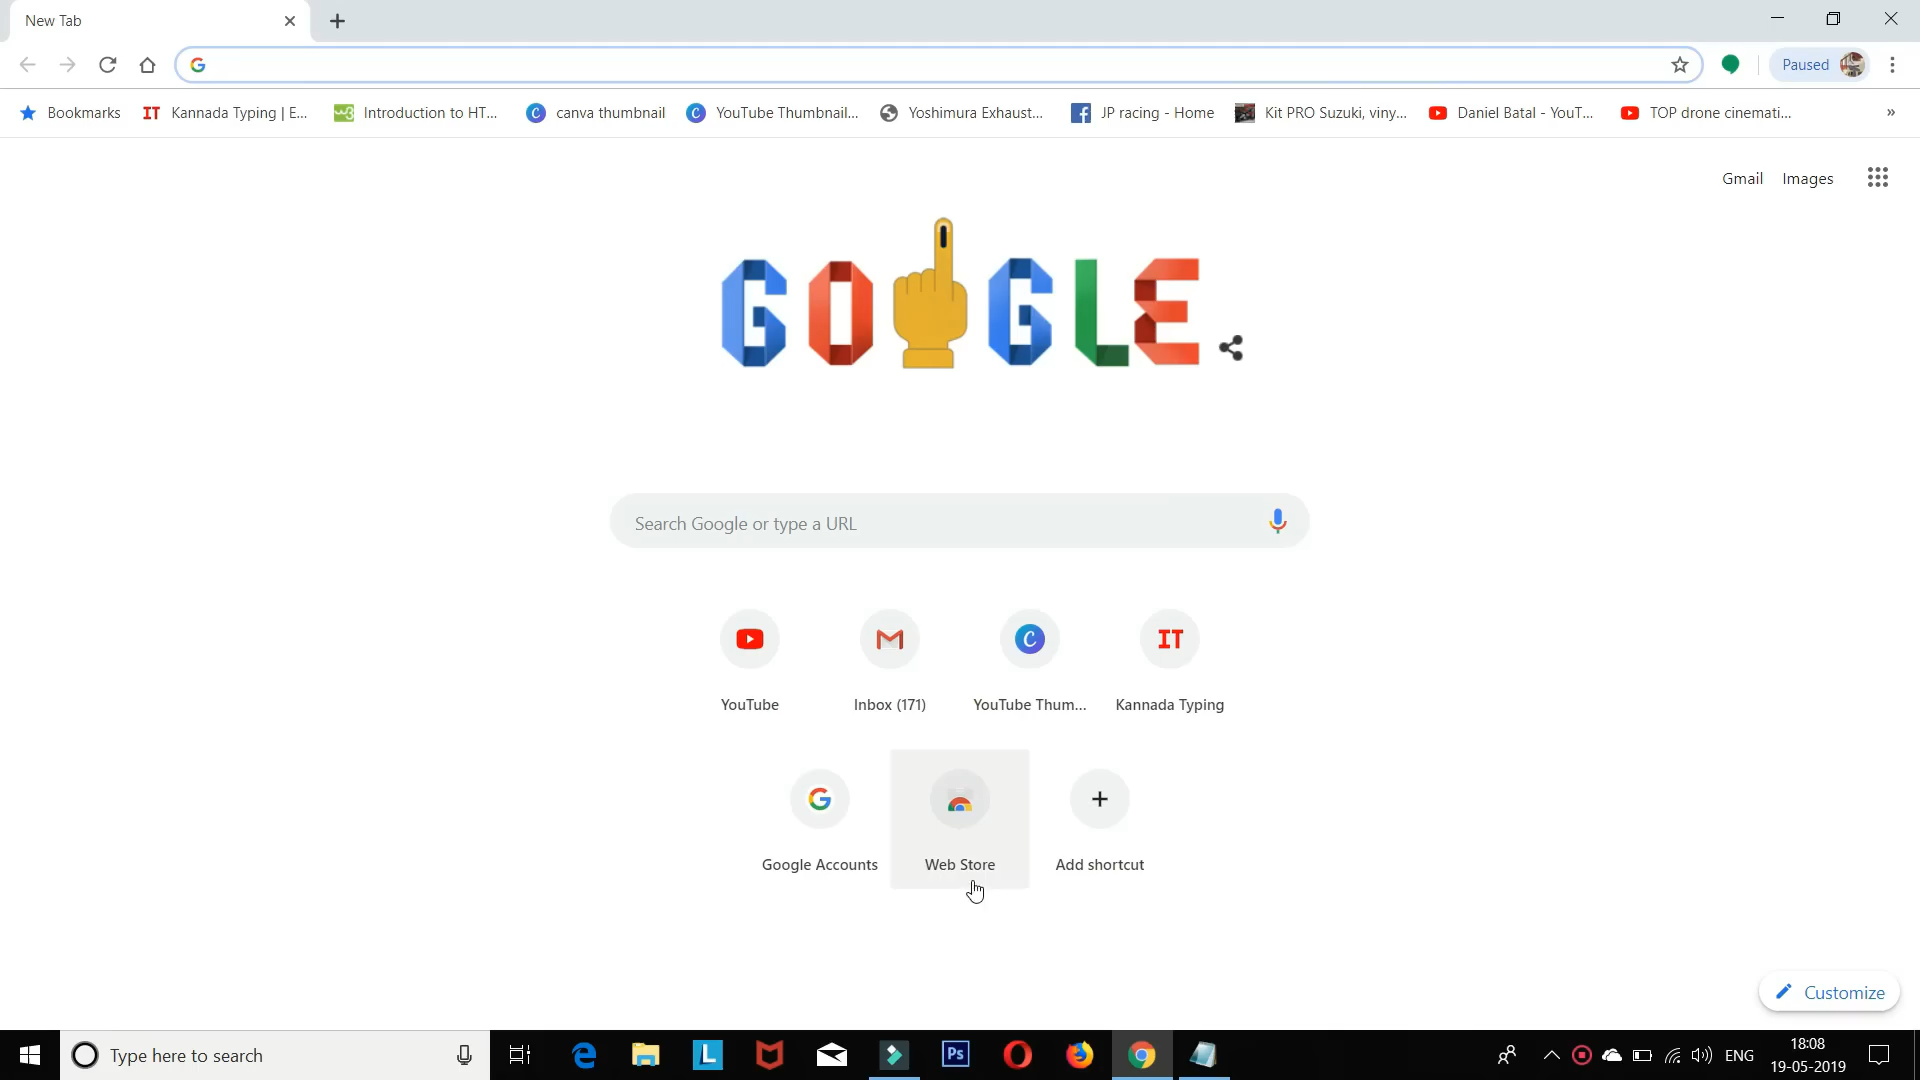 New Tab
Paused
Bookmarks
Kannada Typing | E...
Introduction to HT...
canva thumbnail
YouTube Thumbnail...
Yoshimura Exhaust...
JP racing - Home
Kit PRO Suzuki, viny...
Daniel Batal - YouT...
TOP drone cinemati...
»
Gmail
Images
GOGLE
Search Google or type a URL
IT
YouTube
Inbox (171)
YouTube Thum...
Kannada Typing
Google Accounts
Web Store
Add shortcut
Customize
Type here to search
L
Ps
ENG
18:08
19-05-2019